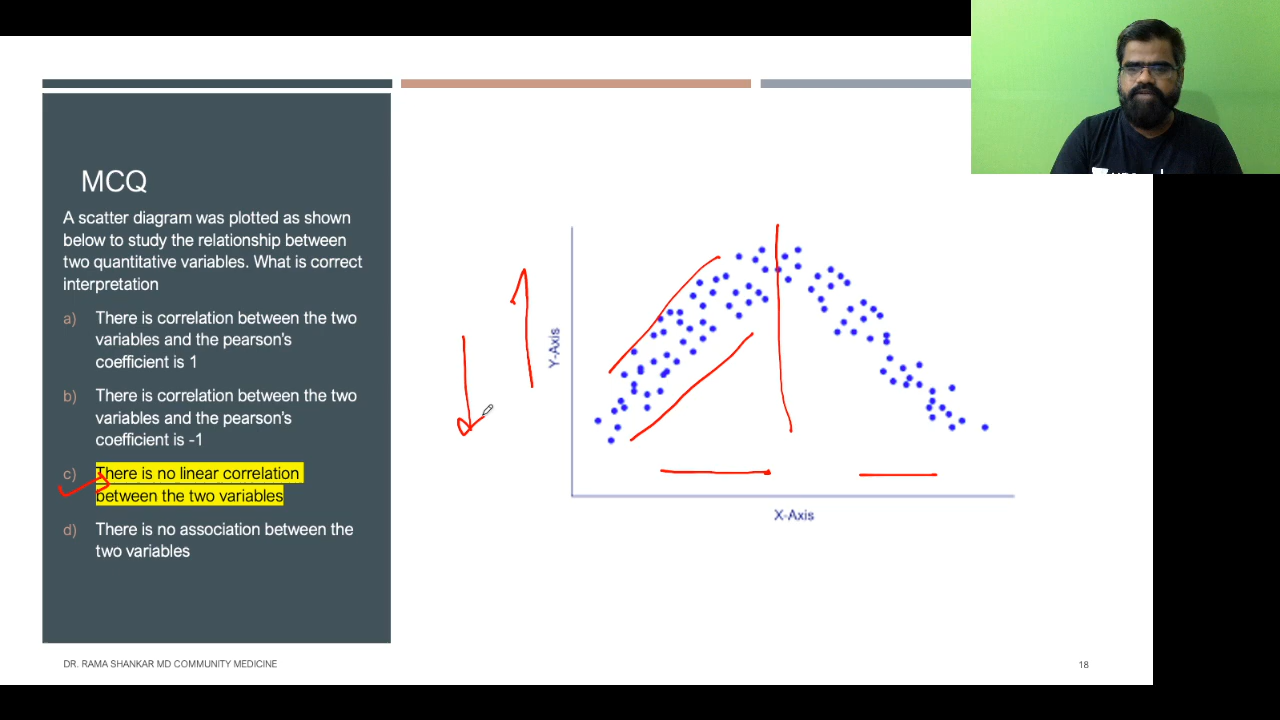 MCQ
A scatter diagram was plotted as shown
below to study the relationship between
two quantitative variables. What is correct
interpretation
a) There is correlation between the two
variables and the pearson's
coefficient is 1
b) There is correlation between the two
variables and the pearson's
coefficient is -1
c) There is no linear correlation
between the two variables
d) There is no association between the
two variables
Y-Axis
X-Axis
DR. RAMA SHANKAR MD COMMUNITY MEDICINE
18